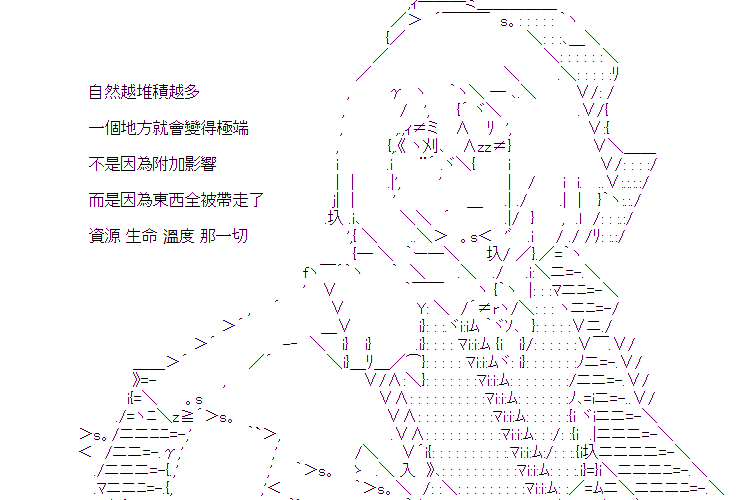 自然越堆積越多
一個地方就會變得極端
不是因為附加影響
而是因為東西全被帶走了
資源 生命 溫度 那一切